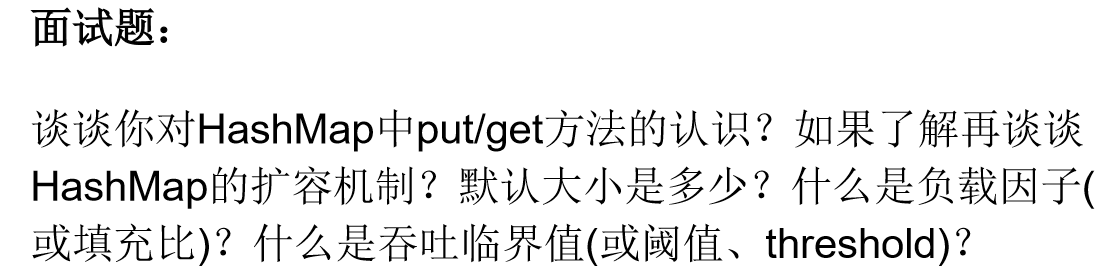 面试题：
谈谈你对HashMap中put/get方法的认识？如果了解再谈谈
HashMap的扩容机制？默认大小是多少？什么是负载因子(
或填充比)？什么是吞吐临界值(或阈值、threshold)？